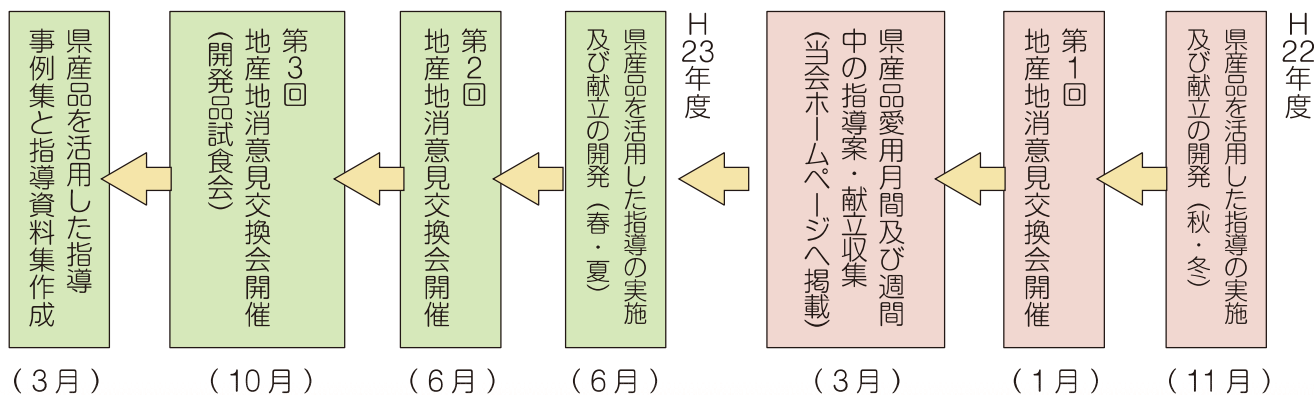 H22年度
県産品を活用した指導の実施
及び献立の開発（秋・冬）
（11月）
第1回
地産地消意見交換会開催
（1月）
県産品愛用月間及び週間
中の指導案・献立収集
（当会ホームページへ掲載）
（3月）
H23年度
県産品を活用した指導の実施
及び献立の開発（春・夏）
（6月）
第2回
地産地消意見交換会開催
（6月）
第3回
地産地消意見交換会開催
（開発品試食会）
（10月）
県産品を活用した指導
事例集と指導資料集作成
（3月）